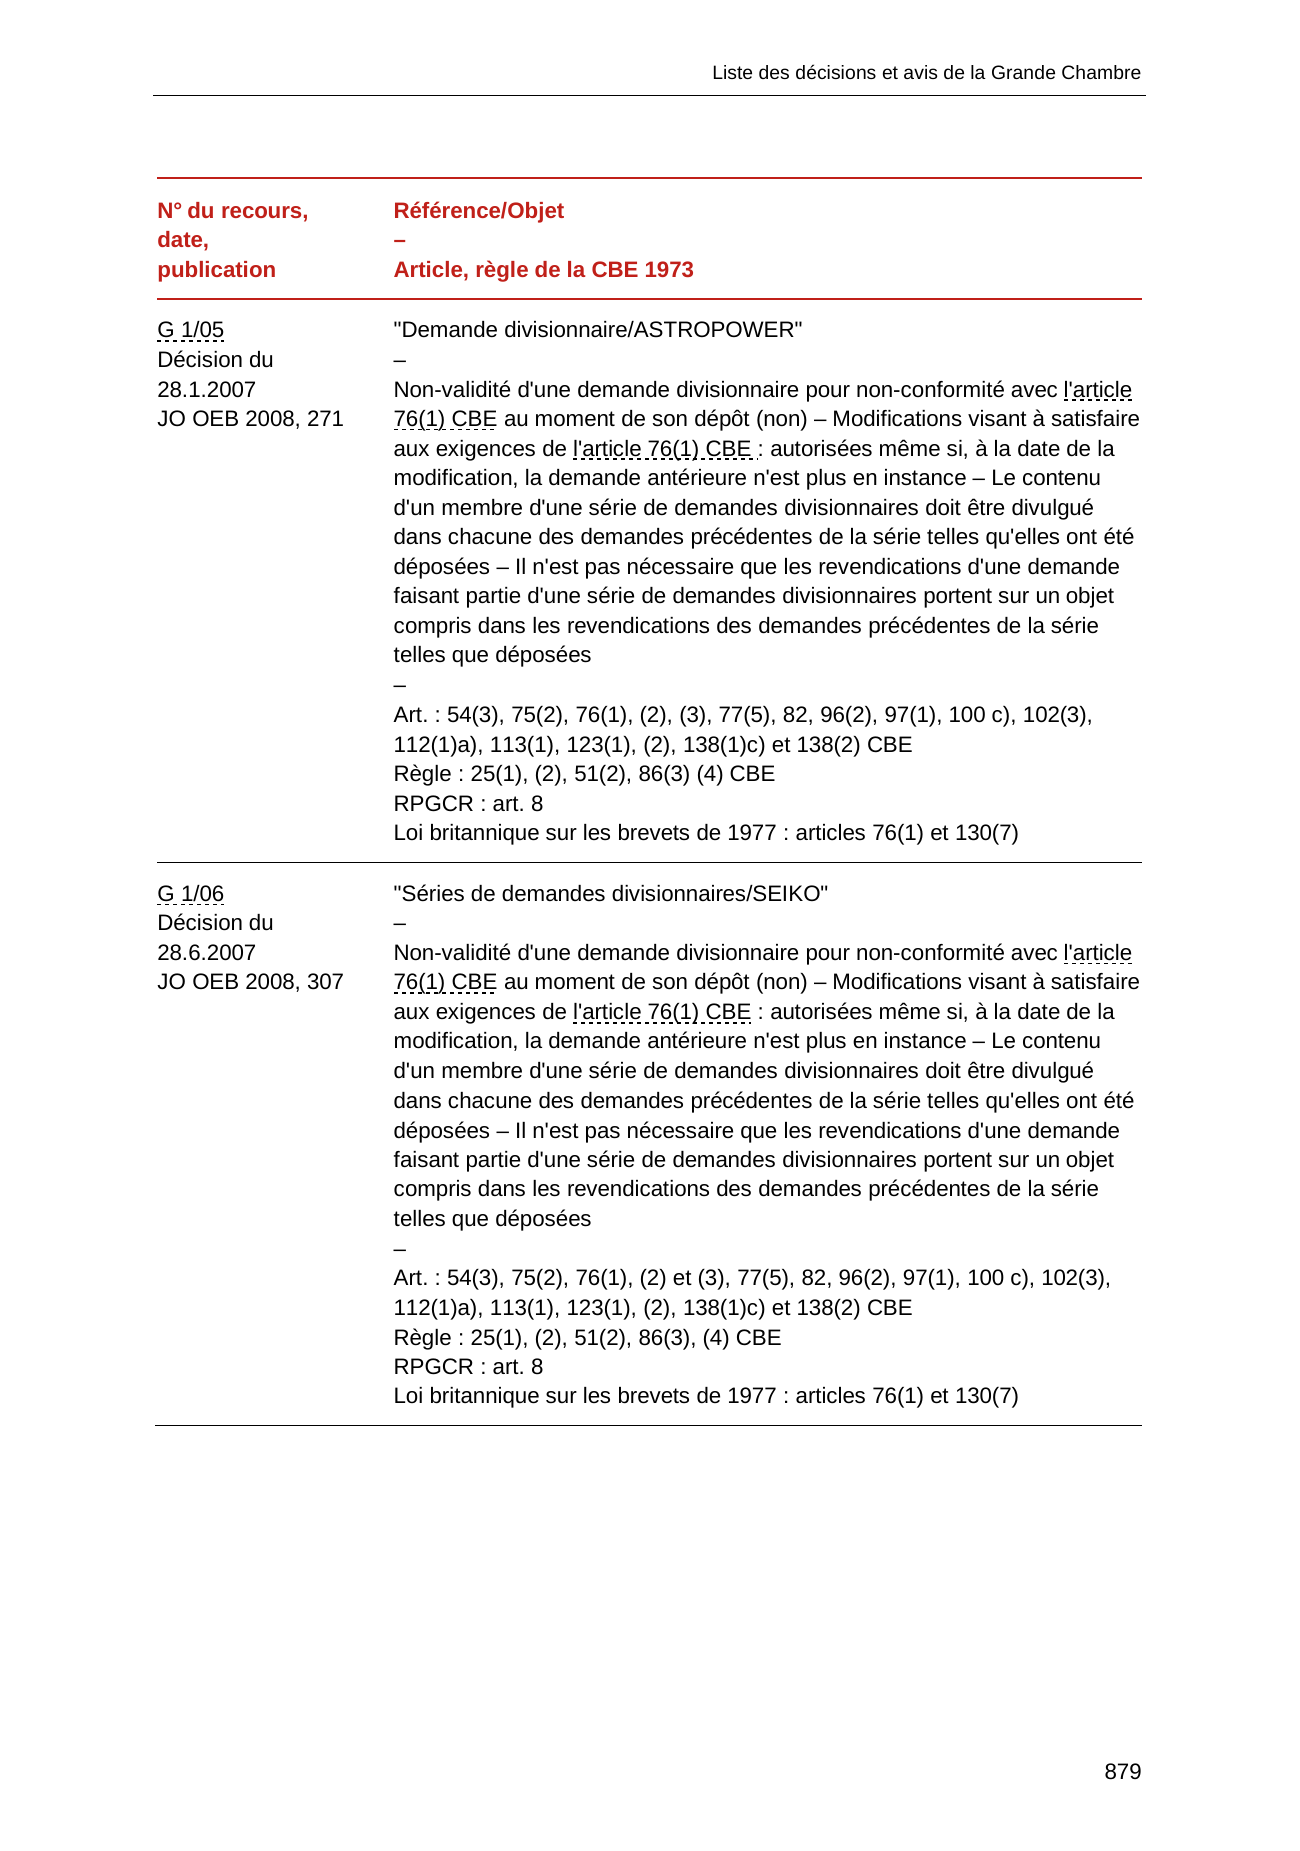 Liste des décisions et avis de la Grande Chambre
N° du recours,
date,
publication
Référence/Objet
–
Article, règle de la CBE 1973
G 1/05
Décision du
28.1.2007
JO OEB 2008, 271
"Demande divisionnaire/ASTROPOWER"
–
Non-validité d'une demande divisionnaire pour non-conformité avec l'article
76(1) CBE au moment de son dépôt (non) – Modifications visant à satisfaire
aux exigences de l'article 76(1) CBE : autorisées même si, à la date de la
modification, la demande antérieure n'est plus en instance – Le contenu
d'un membre d'une série de demandes divisionnaires doit être divulgué
dans chacune des demandes précédentes de la série telles qu'elles ont été
déposées – Il n'est pas nécessaire que les revendications d'une demande
faisant partie d'une série de demandes divisionnaires portent sur un objet
compris dans les revendications des demandes précédentes de la série
telles que déposées
–
Art. : 54(3), 75(2), 76(1), (2), (3), 77(5), 82, 96(2), 97(1), 100 c), 102(3),
112(1)a), 113(1), 123(1), (2), 138(1)c) et 138(2) CBE
Règle : 25(1), (2), 51(2), 86(3) (4) CBE
RPGCR : art. 8
Loi britannique sur les brevets de 1977 : articles 76(1) et 130(7)
G 1/06
Décision du
28.6.2007
JO OEB 2008, 307
"Séries de demandes divisionnaires/SEIKO"
–
Non-validité d'une demande divisionnaire pour non-conformité avec l'article
76(1) CBE au moment de son dépôt (non) – Modifications visant à satisfaire
aux exigences de l'article 76(1) CBE : autorisées même si, à la date de la
modification, la demande antérieure n'est plus en instance – Le contenu
d'un membre d'une série de demandes divisionnaires doit être divulgué
dans chacune des demandes précédentes de la série telles qu'elles ont été
déposées – Il n'est pas nécessaire que les revendications d'une demande
faisant partie d'une série de demandes divisionnaires portent sur un objet
compris dans les revendications des demandes précédentes de la série
telles que déposées
–
Art. : 54(3), 75(2), 76(1), (2) et (3), 77(5), 82, 96(2), 97(1), 100 c), 102(3),
112(1)a), 113(1), 123(1), (2), 138(1)c) et 138(2) CBE
Règle : 25(1), (2), 51(2), 86(3), (4) CBE
RPGCR : art. 8
Loi britannique sur les brevets de 1977 : articles 76(1) et 130(7)
879